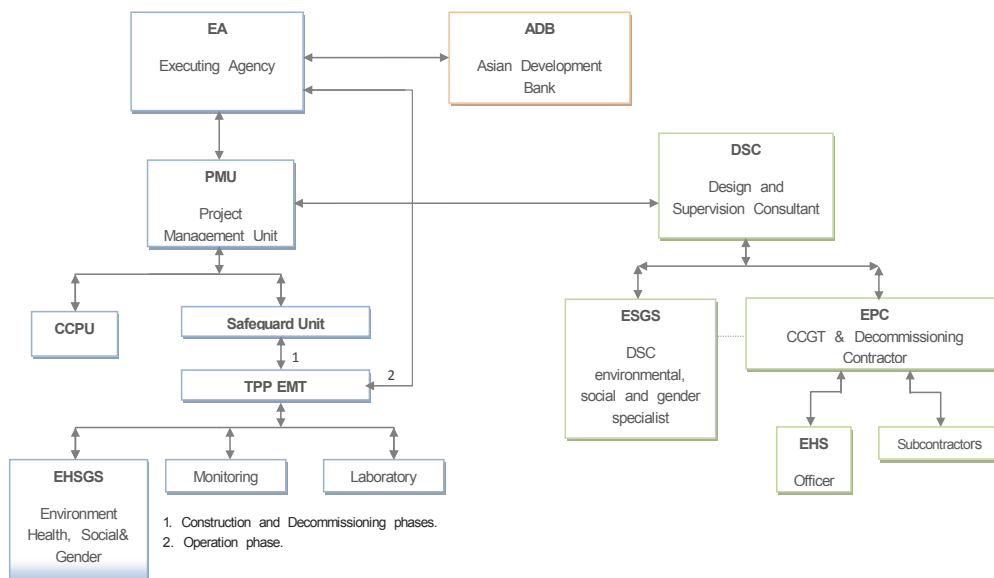 EA
Executing Agency
ADB
Asian Development
Bank
PMU
Project
Management Unit
DSC
Design and
Supervision Consultant
CCPU
Safeguard Unit
1
TPP EMT
2
ESGS
DSC
environmental,
social and gender
specialist
EPC
CCGT & Decommissioning
Contractor
EHSGS
Environment
Health, Social&
Gender
Monitoring
Laboratory
EHS
Officer
Subcontractors
1. Construction and Decommissioning phases.
2. Operation phase.